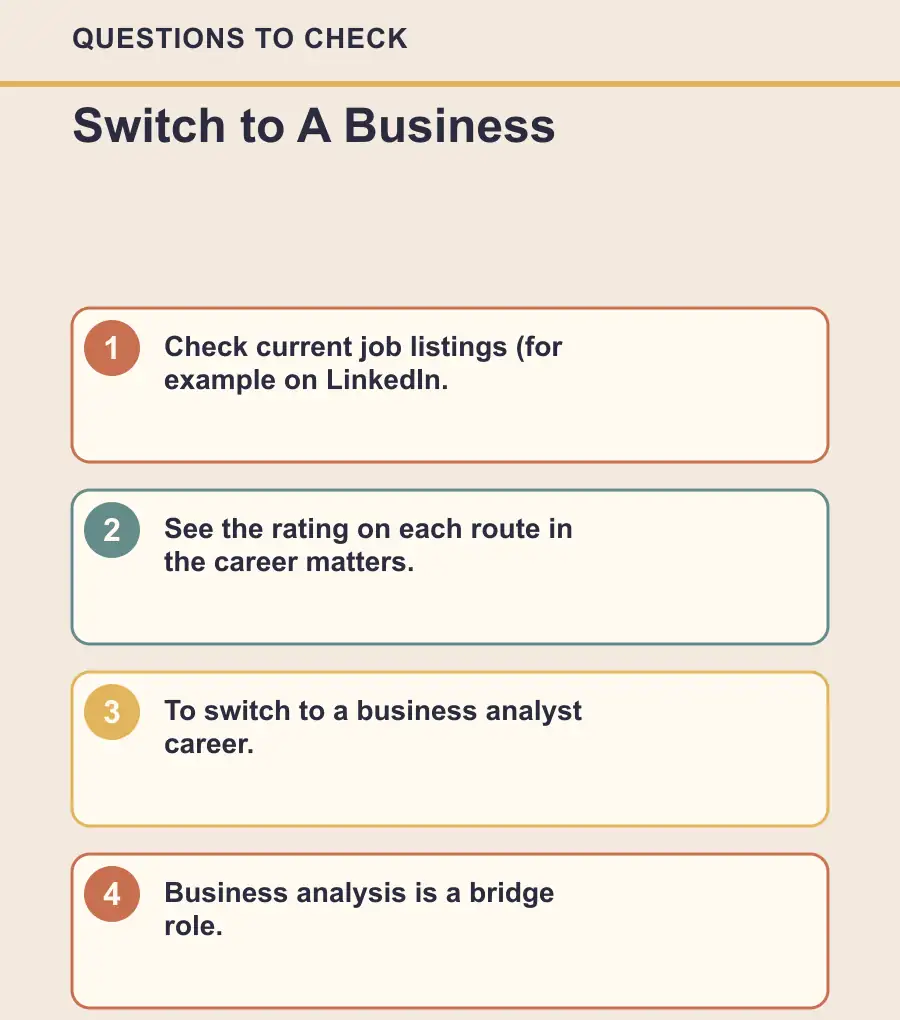 QUESTIONS TO CHECK
Switch to A Business
1
Check current job listings (for
example on LinkedIn.
2
See the rating on each route in
the career matters.
3
To switch to a business analyst
career.
4
Business analysis is a bridge
role.